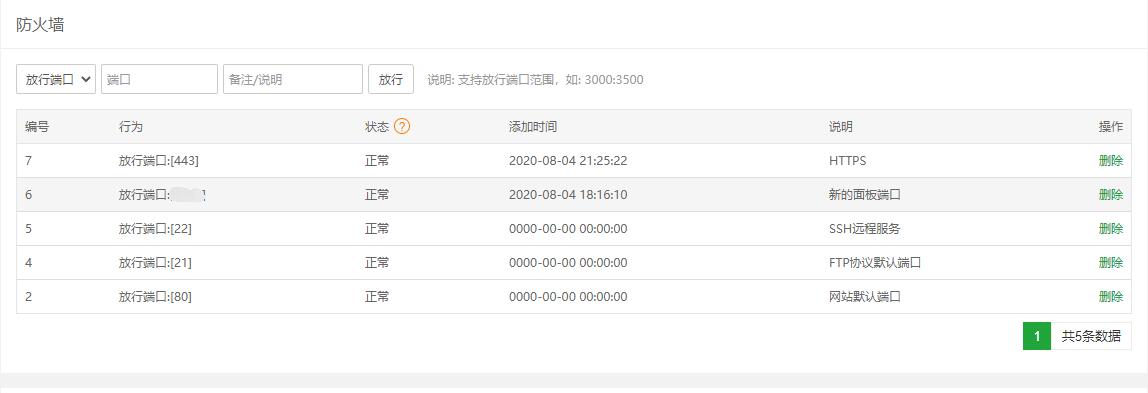 防火墙
放行端口 端口 备注/说明 放行 说明: 支持放行端口范围，如: 3000:3500
编号 行为 状态 ? 添加时间 说明 操作
7 放行端口:[443] 正常 2020-08-04 21:25:22 HTTPS 删除
6 放行端口: ] 正常 2020-08-04 18:16:10 新的面板端口 删除
5 放行端口:[22] 正常 0000-00-00 00:00:00 SSH远程服务 删除
4 放行端口:[21] 正常 0000-00-00 00:00:00 FTP协议默认端口 删除
2 放行端口:[80] 正常 0000-00-00 00:00:00 网站默认端口 删除
1 共5条数据